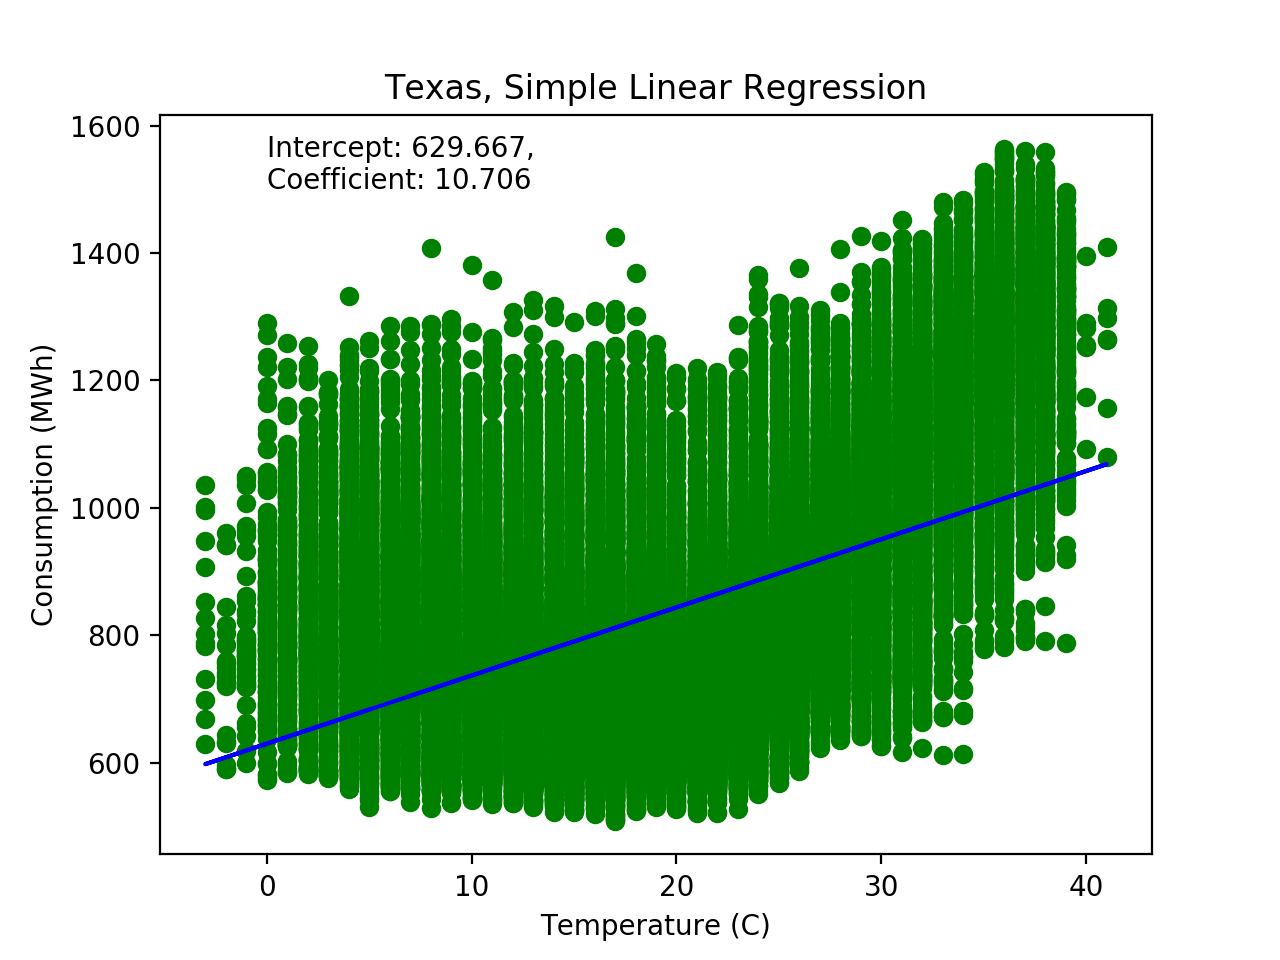 Texas, Simple Linear Regression
Intercept: 629.667,
Coefficient: 10.706
Consumption (MWh)
1600
1400
1200
1000
800
600
0 10 20 30 40
Temperature (C)